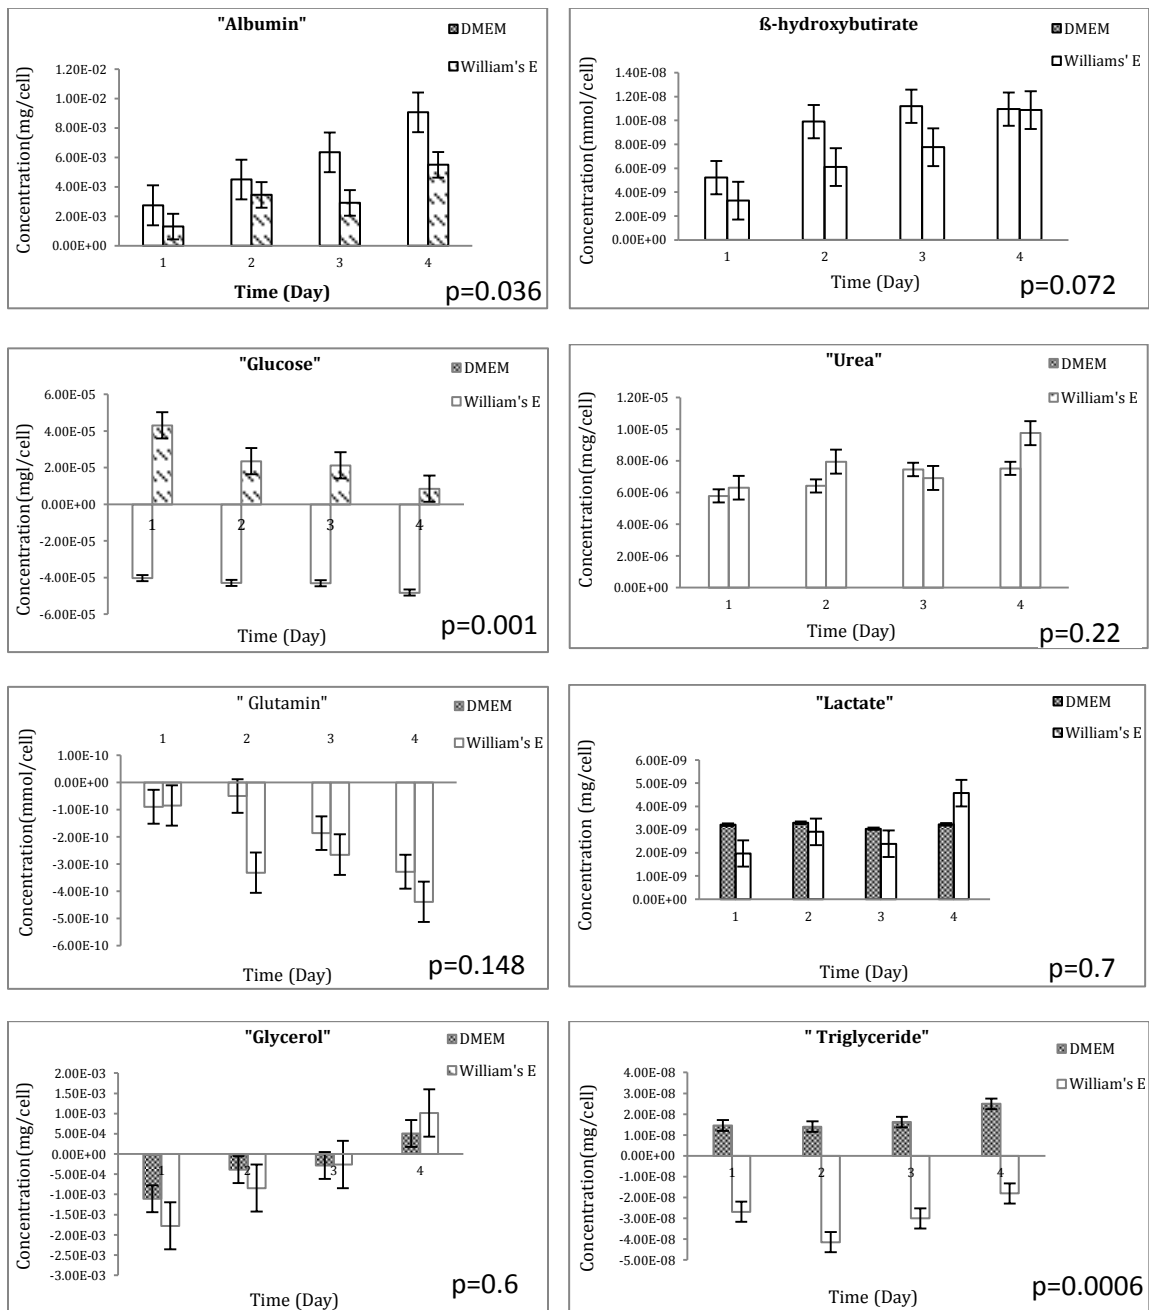 "Albumin"
DMEM
William's E
Concentration(mg/cell)
1.20E-02
1.00E-02
8.00E-03
6.00E-03
4.00E-03
2.00E-03
0.00E+00
1 2 3 4
Time (Day)
p=0.036
ß-hydroxybutirate
DMEM
Williams' E
Concentration(mmol/cell)
1.40E-08
1.20E-08
1.00E-08
8.00E-09
6.00E-09
4.00E-09
2.00E-09
0.00E+00
1 2 3 4
Time (Day)
p=0.072
"Glucose"
DMEM
William's E
Concentration(mgl/cell)
6.00E-05
4.00E-05
2.00E-05
0.00E+00
-2.00E-05
-4.00E-05
-6.00E-05
1 2 3 4
Time (Day)
p=0.001
"Urea"
DMEM
William's E
Concentration(mcg/cell)
1.20E-05
1.00E-05
8.00E-06
6.00E-06
4.00E-06
2.00E-06
0.00E+00
1 2 3 4
Time (Day)
p=0.22
" Glutamin"
DMEM
William's E
1 2 3 4
Concentration(mmol/cell)
1.00E-10
0.00E+00
-1.00E-10
-2.00E-10
-3.00E-10
-4.00E-10
-5.00E-10
-6.00E-10
Time (Day)
p=0.148
"Lactate"
DMEM
William's E
Concentration (mg/cell)
6.00E-09
5.00E-09
4.00E-09
3.00E-09
2.00E-09
1.00E-09
0.00E+00
1 2 3 4
Time (Day)
p=0.7
"Glycerol"
DMEM
William's E
Concentration(mg/cell)
2.00E-03
1.50E-03
1.00E-03
5.00E-04
0.00E+00
-5.00E-04
-1.00E-03
-1.50E-03
-2.00E-03
-2.50E-03
-3.00E-03
1 2 3 4
Time (Day)
p=0.6
" Triglyceride"
DMEM
William's E
Concentration(mg/cell)
4.00E-08
3.00E-08
2.00E-08
1.00E-08
0.00E+00
-1.00E-08
-2.00E-08
-3.00E-08
-4.00E-08
-5.00E-08
1 2 3 4
Time (Day)
p=0.0006